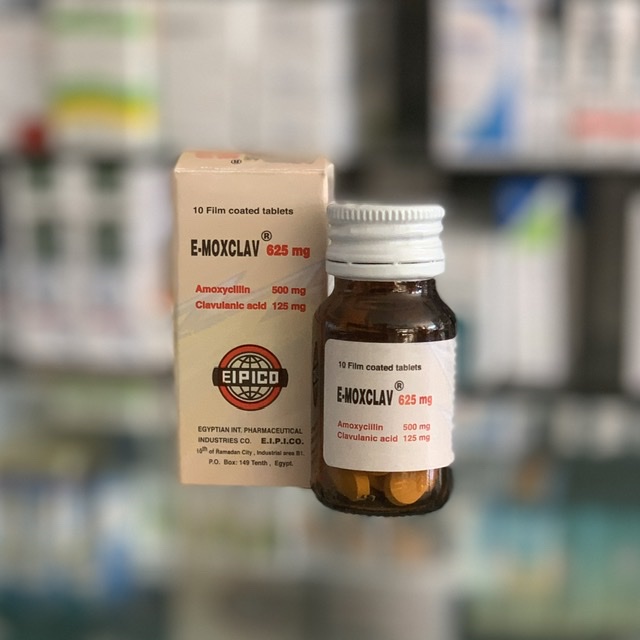 10 Film coated tablets
E-MOXCLAV® 625 mg
Amoxycillin 500 mg
Clavulanic acid 125 mg
EIPICO
EGYPTIAN INT. PHARMACEUTICAL
INDUSTRIES CO. E.I.P.I.CO.
10th of Ramadan City, Industrial area B1.
P.O. Box: 149 Tenth, Egypt.
10 Film coated tablets
E-MOXCLAV® 625 mg
Amoxycillin 500 mg
Clavulanic acid 125 mg